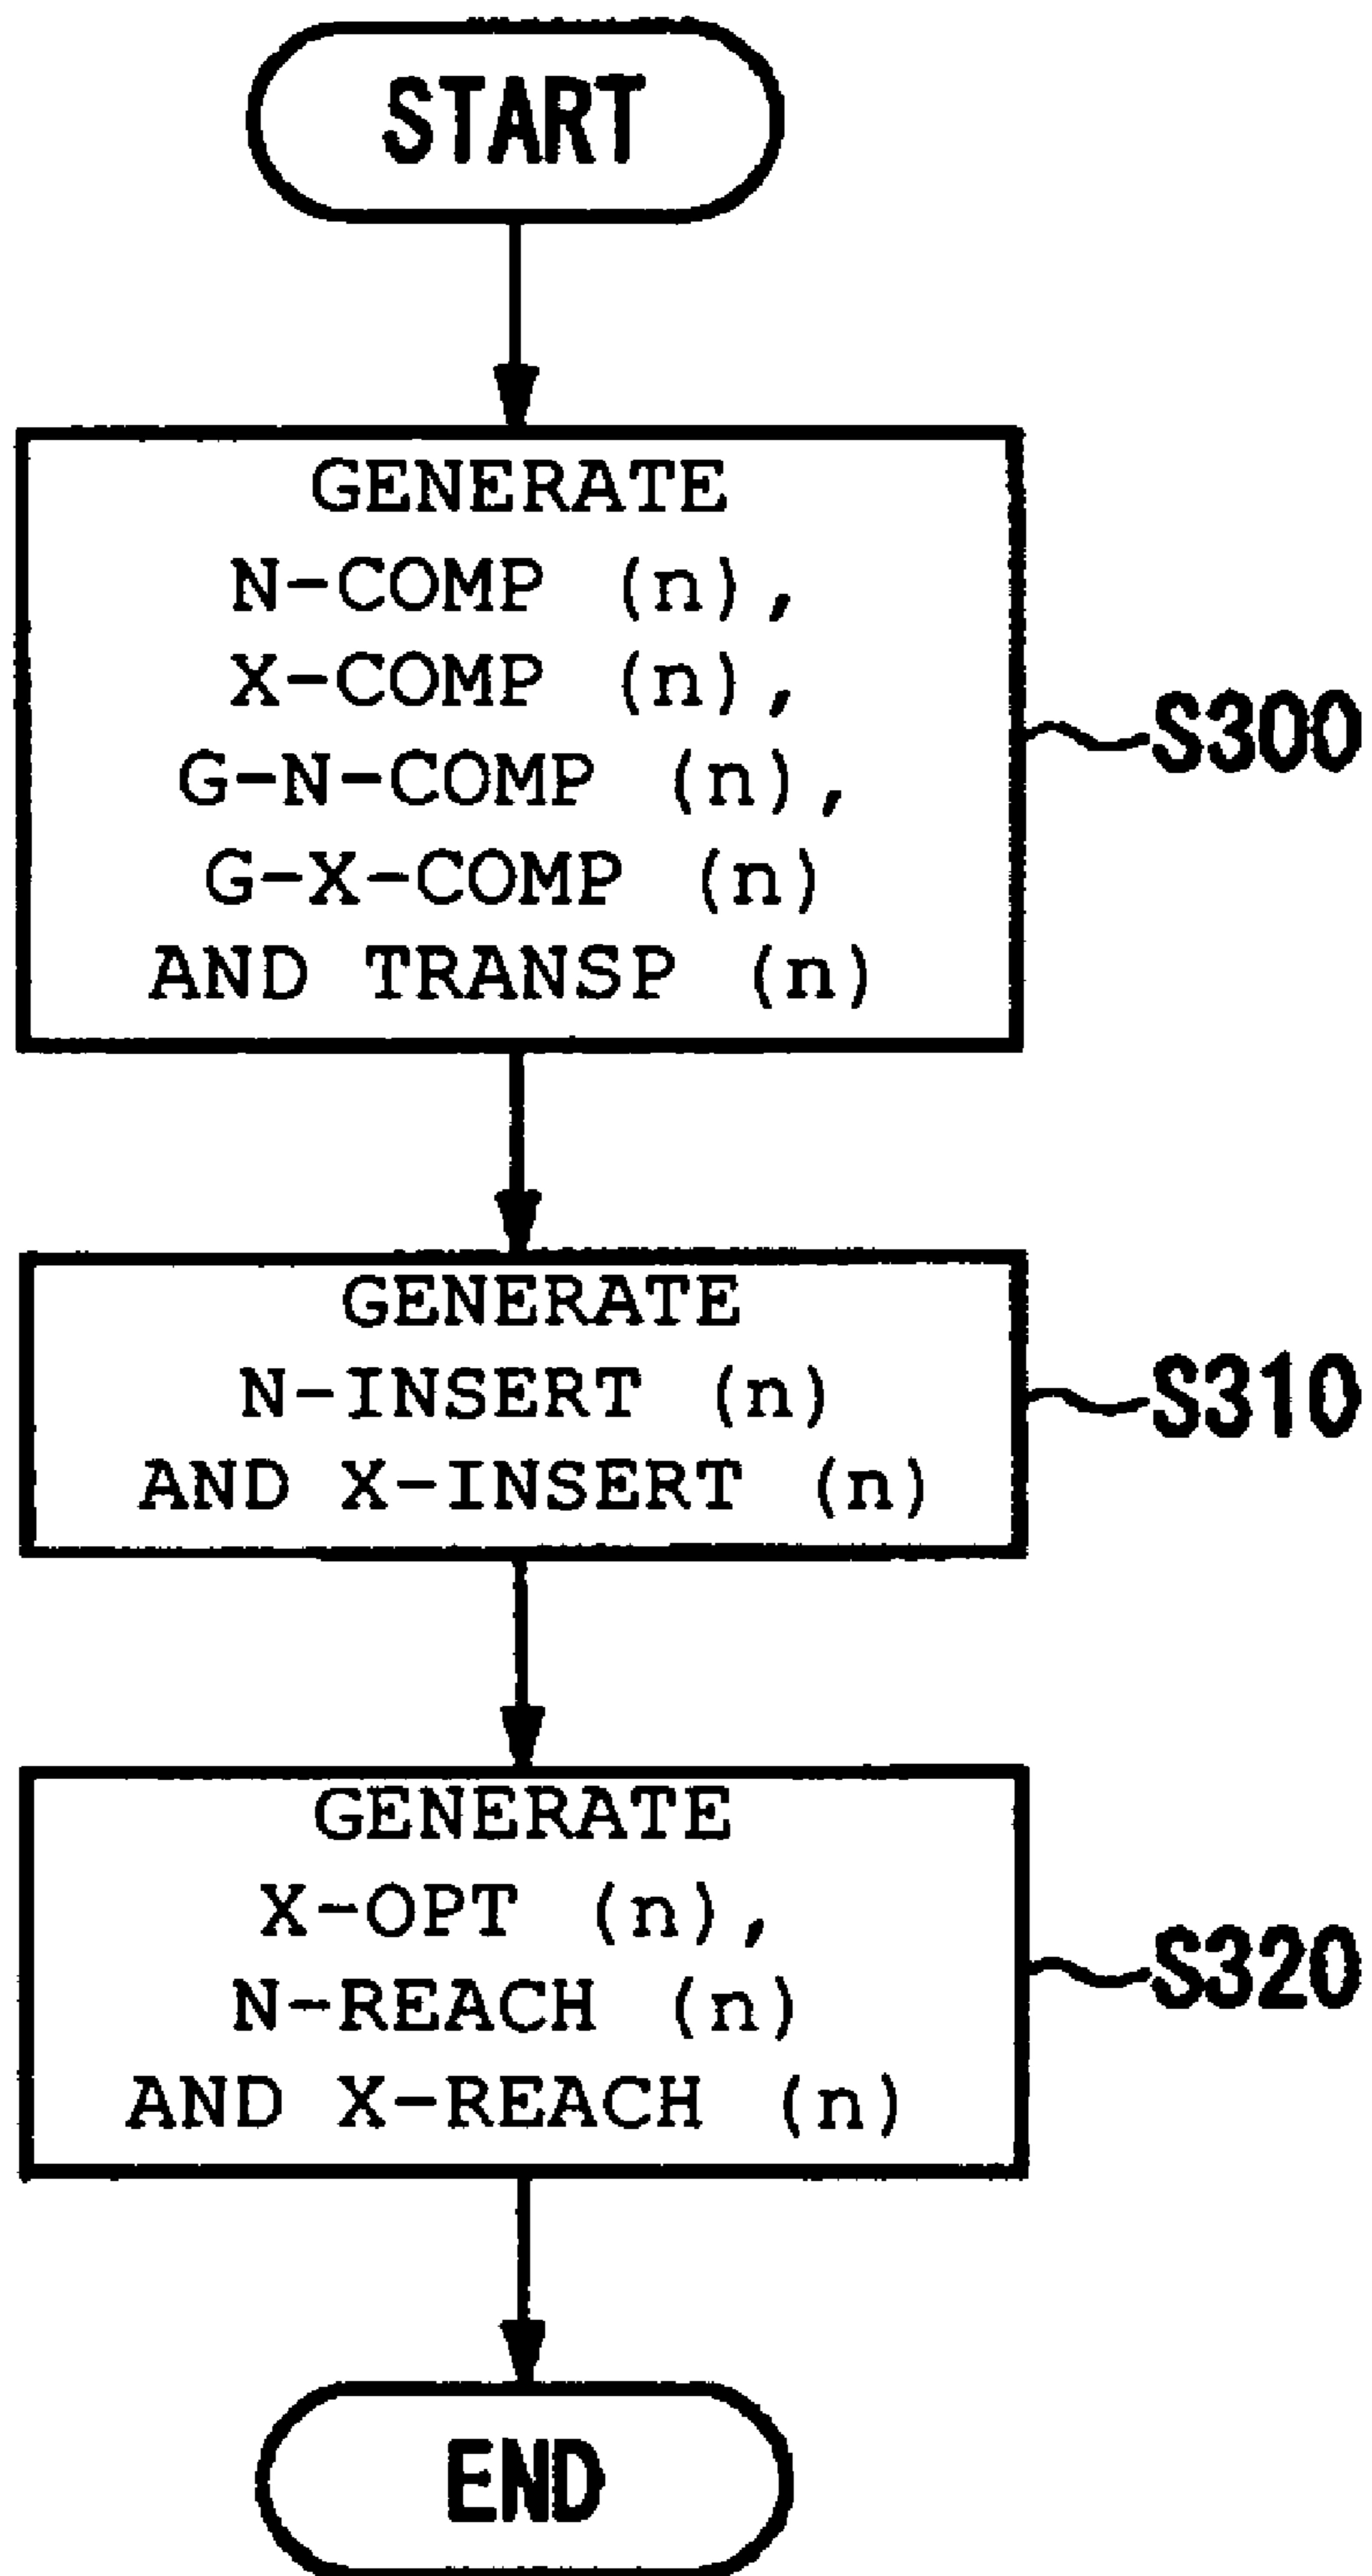 START
GENERATE
N-COMP (n),
X-COMP (n),
G-N-COMP (n),
G-X-COMP (n)
AND TRANSP (n)
S300
GENERATE
N-INSERT (n)
AND X-INSERT (n)
S310
GENERATE
X-OPT (n),
N-REACH (n)
AND X-REACH (n)
S320
END